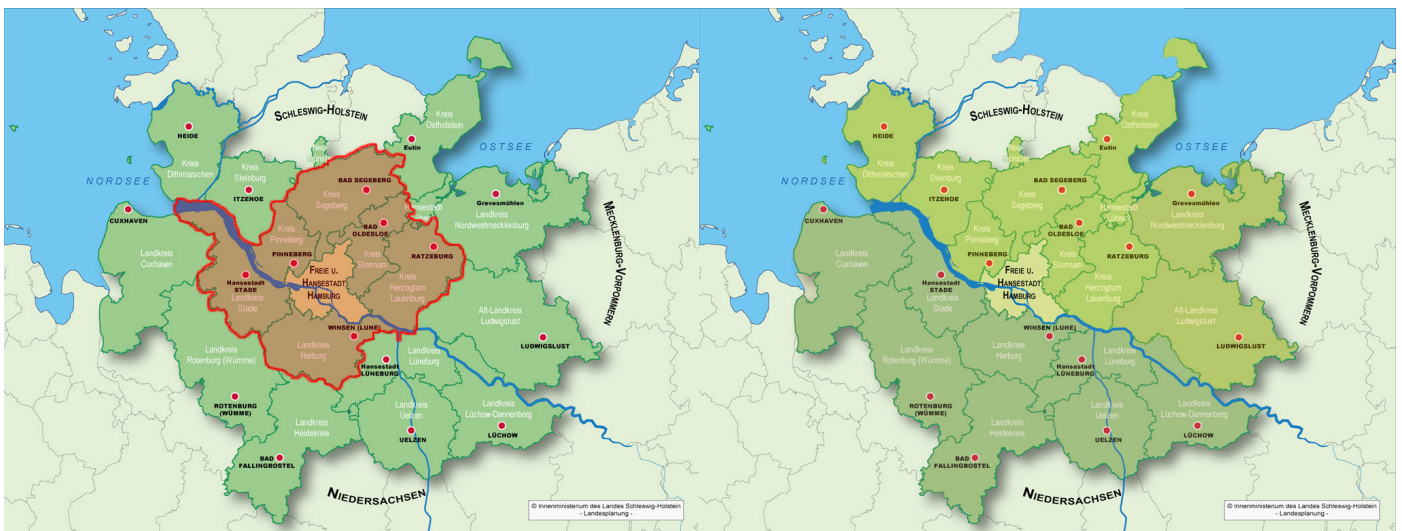 SCHLESWIG-HOLSTEIN
Kreis
Ostholstein
HEIDE
Eutin
OSTSEE
Neu
münster
Kreis
Dithmarschen
Kreis
Steinburg
ITZEHOE
NORDSEE
BAD SEGEBERG
Kreis
Segeberg
Grevesmühlen
Landkreis
Nordwestmecklenburg
Hansestadt
Lübeck
CUXHAVEN
BAD
OLDESLOE
Kreis
Pinneberg
MECKLENBURG-VORPOMMERN
RATZEBURG
Landkreis
Cuxhaven
PINNEBERG
Kreis
Stormarn
FREIE U.
HANSESTADT
HAMBURG
Kreis
Herzogtum
Lauenburg
Hansestadt
STADE
Landkreis
Stade
Alt-Landkreis
Ludwigslust
WINSEN (LUHE)
LUDWIGSLUST
Landkreis
Rotenburg (Wümme)
Landkreis
Harburg
Landkreis
Lüneburg
Hansestadt
LÜNEBURG
ROTENBURG
(WÜMME)
Landkreis
Uelzen
Landkreis
Lüchow-Dannenberg
Landkreis
Heidekreis
UELZEN
LÜCHOW
BAD
FALLINGBOSTEL
NIEDERSACHSEN
© Innenministerium des Landes Schleswig-Holstein
- Landesplanung -
SCHLESWIG-HOLSTEIN
Kreis
Ostholstein
HEIDE
Eutin
OSTSEE
Neu
münster
Kreis
Dithmarschen
Kreis
Steinburg
ITZEHOE
NORDSEE
BAD SEGEBERG
Kreis
Segeberg
Grevesmühlen
Landkreis
Nordwestmecklenburg
Hansestadt
Lübeck
CUXHAVEN
BAD
OLDESLOE
Kreis
Pinneberg
MECKLENBURG-VORPOMMERN
RATZEBURG
Landkreis
Cuxhaven
PINNEBERG
Kreis
Stormarn
FREIE U.
HANSESTADT
HAMBURG
Kreis
Herzogtum
Lauenburg
Hansestadt
STADE
Landkreis
Stade
Alt-Landkreis
Ludwigslust
WINSEN (LUHE)
LUDWIGSLUST
Landkreis
Rotenburg (Wümme)
Landkreis
Harburg
Landkreis
Lüneburg
Hansestadt
LÜNEBURG
ROTENBURG
(WÜMME)
Landkreis
Uelzen
Landkreis
Lüchow-Dannenberg
Landkreis
Heidekreis
UELZEN
LÜCHOW
BAD
FALLINGBOSTEL
NIEDERSACHSEN
© Innenministerium des Landes Schleswig-Holstein
- Landesplanung -